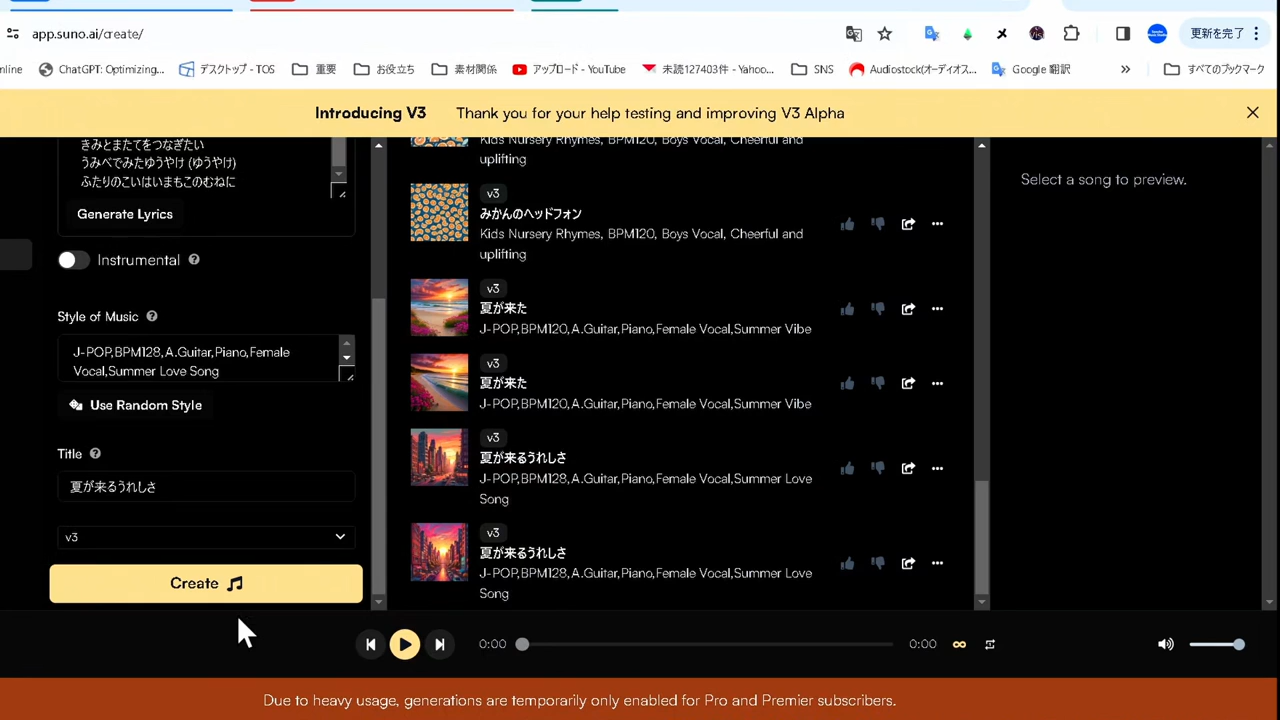 app.suno.ai/create/
更新を完了
nline
ChatGPT: Optimizing...
デスクトップ - TOS
重要
お役立ち
素材関係
アップロード - YouTube
未読127403件 - Yahoo...
SNS
Audiostock(オーディオス...
Google 翻訳
»
すべてのブックマーク
Introducing V3 Thank you for your help testing and improving V3 Alpha
きみとまたてをつなぎたい
うみべでみたゆうやけ (ゆうやけ)
ふたりのこいはいまもこのむねに
Generate Lyrics
Instrumental
Style of Music
J-POP,BPM128,A.Guitar,Piano,Female
Vocal,Summer Love Song
Use Random Style
Title
夏が来るうれしさ
v3
Create
Kids Nursery Rhymes, BPM120, Boys Vocal, Cheerful and
uplifting
v3
みかんのヘッドフォン
Kids Nursery Rhymes, BPM120, Boys Vocal, Cheerful and
uplifting
v3
夏が来た
J-POP,BPM120,A.Guitar,Piano,Female Vocal,Summer Vibe
v3
夏が来た
J-POP,BPM120,A.Guitar,Piano,Female Vocal,Summer Vibe
v3
夏が来るうれしさ
J-POP,BPM128,A.Guitar,Piano,Female Vocal,Summer Love
Song
v3
夏が来るうれしさ
J-POP,BPM128,A.Guitar,Piano,Female Vocal,Summer Love
Song
Select a song to preview.
0:00
0:00
Due to heavy usage, generations are temporarily only enabled for Pro and Premier subscribers.